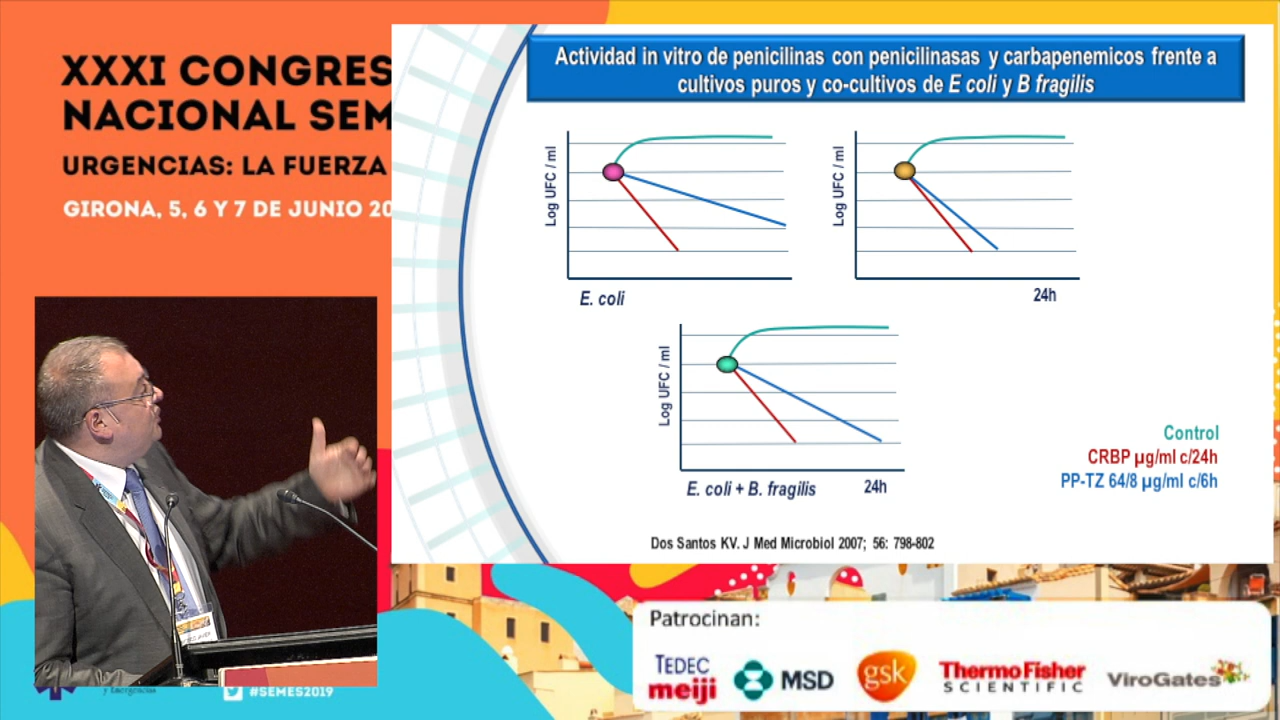 XXXI CONGRES
NACIONAL SEM
URGENCIAS: LA FUERZA
GIRONA, 5, 6 Y 7 DE JUNIO 20
Actividad in vitro de penicilinas con penicilinasas y carbapenemicos frente a
cultivos puros y co-cultivos de E coli y B fragilis
Log UFC / ml
E. coli
Log UFC / ml
24h
Log UFC / ml
E. coli + B. fragilis 24h
Control
CRBP µg/ml c/24h
PP-TZ 64/8 µg/ml c/6h
Dos Santos KV. J Med Microbiol 2007; 56: 798-802
Patrocinan:
TEDEC
meiji
MSD
gsk
ThermoFisher
SCIENTIFIC
ViroGates
y Emergencias
#SEMES2019